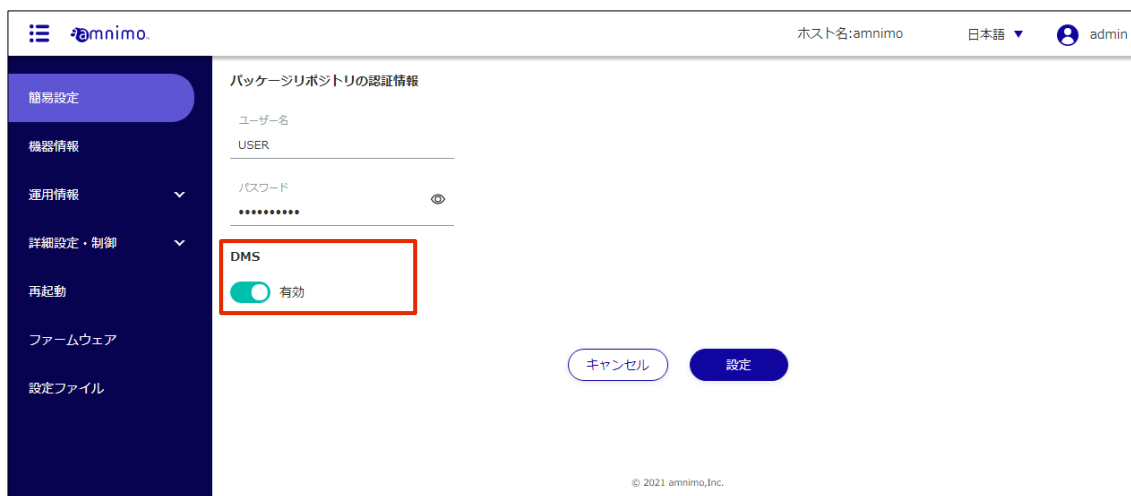 amnimo
ホスト名:amnimo
日本語 ▼
admin
簡易設定
機器情報
運用情報
詳細設定・制御
再起動
ファームウェア
設定ファイル
パッケージリポジトリの認証情報
ユーザー名
USER
パスワード
••••••••••
DMS
有効
キャンセル
設定
© 2021 amnimo,Inc.